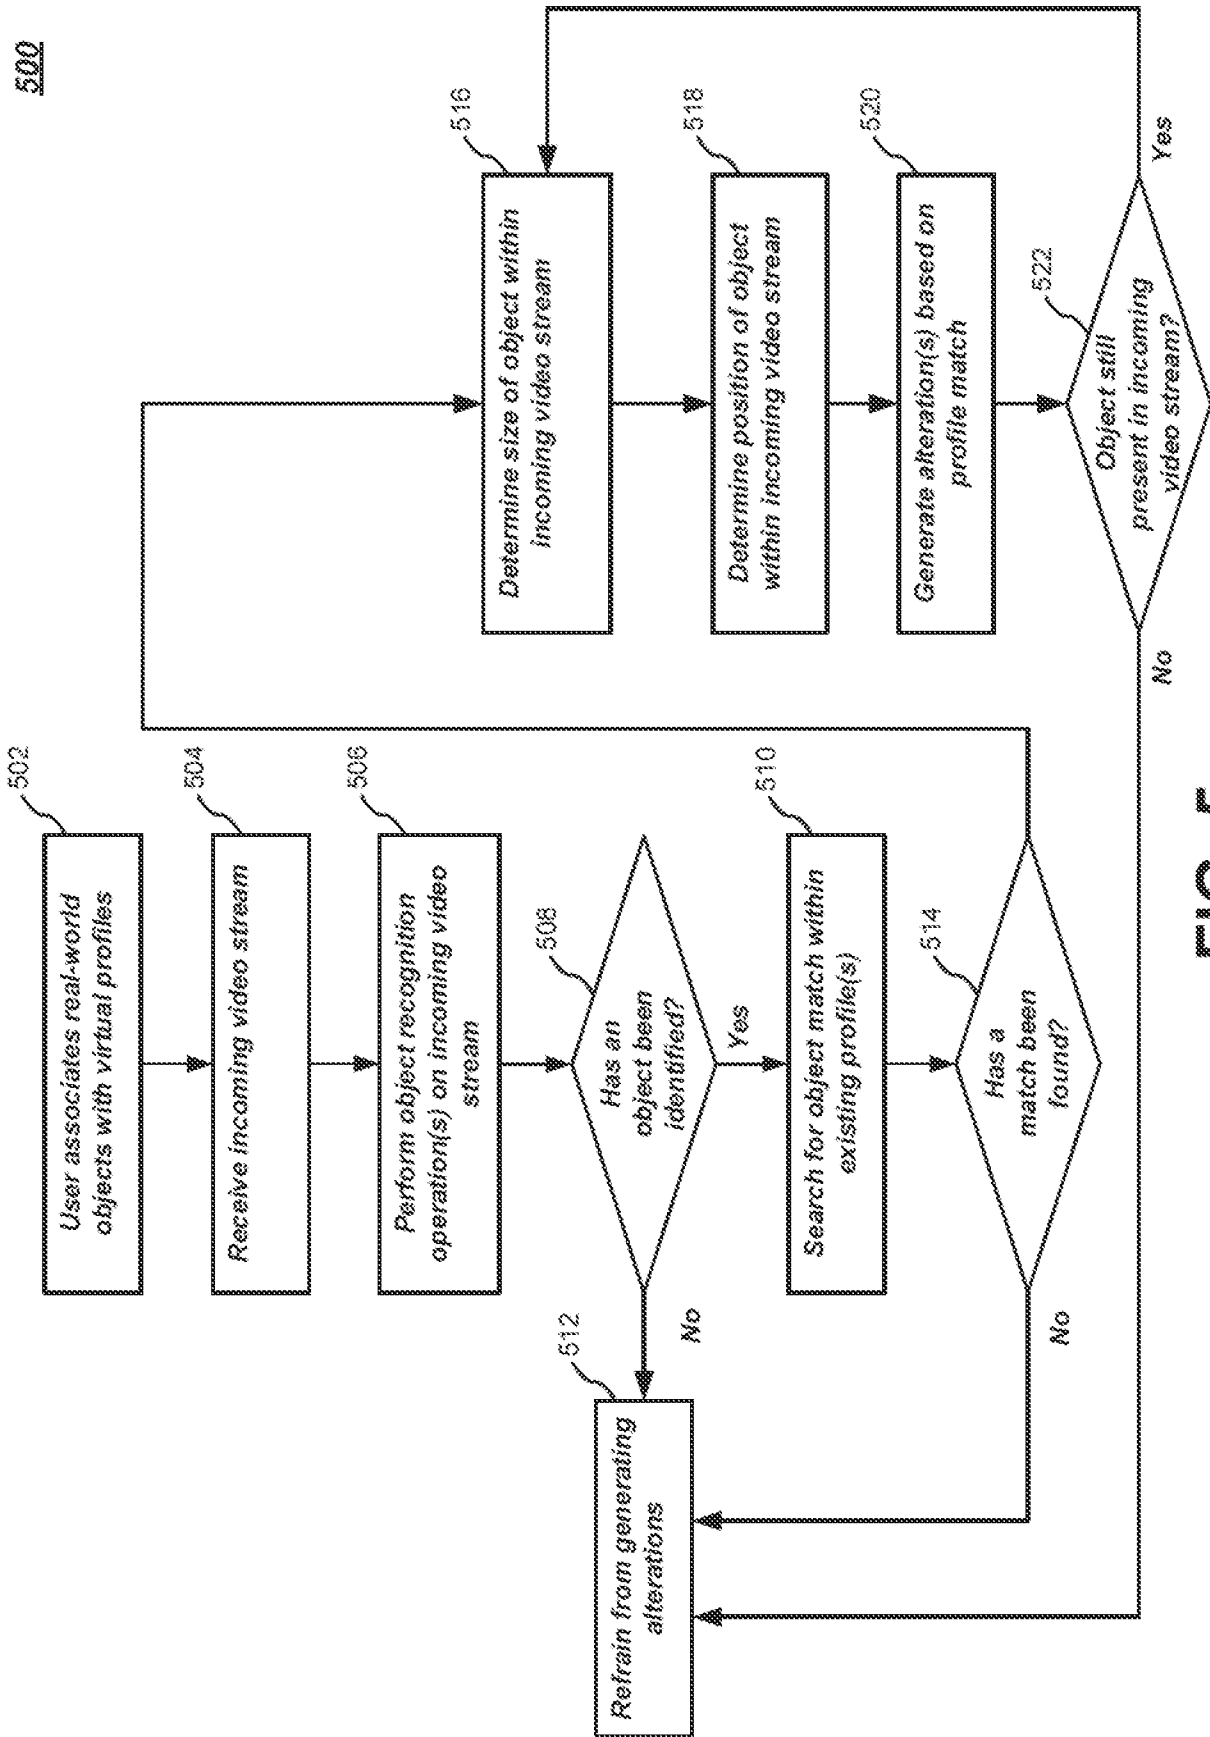 500
502
User associates real-world
objects with virtual profiles
504
Receive incoming video stream
506
Perform object recognition
operation(s) on incoming video
stream
508
Has an
object been
identified?
No
Yes
512
Refrain from generating
alterations
510
Search for object match within
existing profile(s)
514
Has a
match been
found?
No
516
Determine size of object within
incoming video stream
518
Determine position of object
within incoming video stream
520
Generate alteration(s) based on
profile match
522
Object still
present in incoming
video stream?
Yes
No